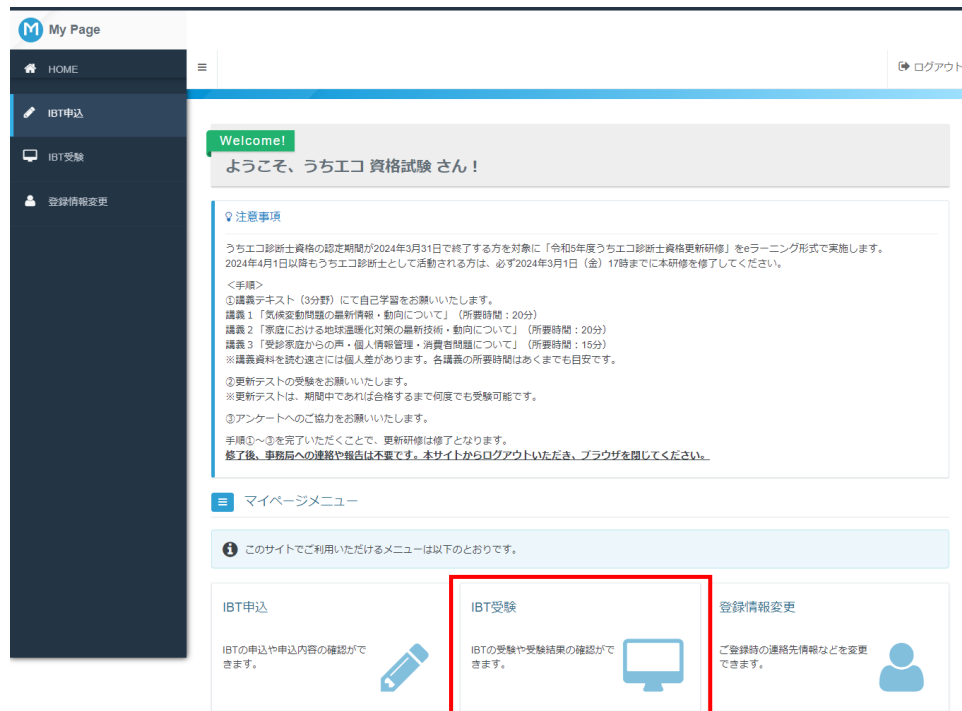 My Page
HOME
IBT申込
IBT受験
登録情報変更
ログアウト
Welcome!
ようこそ、うちエコ 資格試験 さん！
注意事項
うちエコ診断士資格の認定期間が2024年3月31日で終了する方を対象に「令和5年度うちエコ診断士資格更新研修」をeラーニング形式で実施します。
2024年4月1日以降もうちエコ診断士として活動される方は、必ず2024年3月1日（金）17時までに本研修を修了してください。
＜手順＞
①講義テキスト（3分野）にて自己学習をお願いいたします。
講義１「気候変動問題の最新情報・動向について」（所要時間：20分）
講義２「家庭における地球温暖化対策の最新技術・動向について」（所要時間：20分）
講義３「受診家庭からの声・個人情報管理・消費者問題について」（所要時間：15分）
※講義資料を読む速さには個人差があります。各講義の所要時間はあくまでも目安です。
②更新テストの受験をお願いいたします。
※更新テストは、期間中であれば合格するまで何度でも受験可能です。
③アンケートへのご協力をお願いいたします。
手順①～③を完了いただくことで、更新研修は修了となります。
修了後、事務局への連絡や報告は不要です。本サイトからログアウトいただき、ブラウザを閉じてください。
マイページメニュー
このサイトでご利用いただけるメニューは以下のとおりです。
IBT申込
IBTの申込や申込内容の確認がで
きます。
IBT受験
IBTの受験や受験結果の確認がで
きます。
登録情報変更
ご登録時の連絡先情報などを変更
できます。